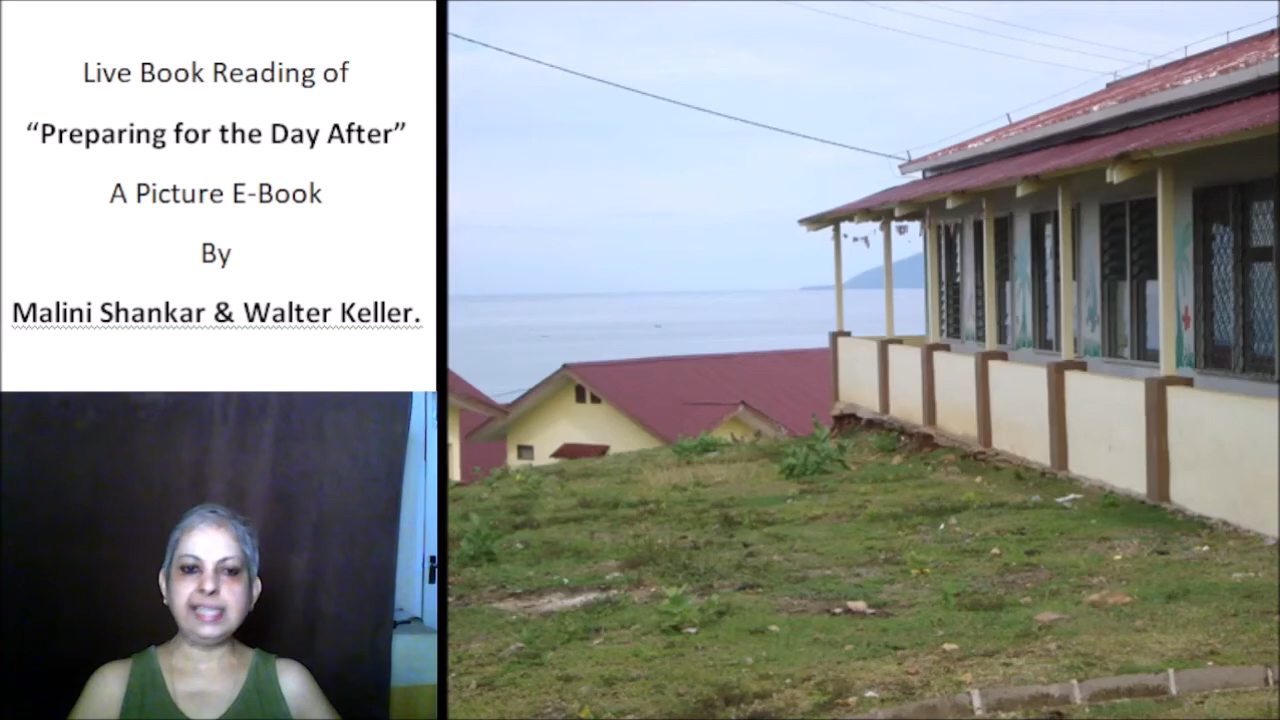 Live Book Reading of
“Preparing for the Day After”
A Picture E-Book
By
Malini Shankar & Walter Keller.